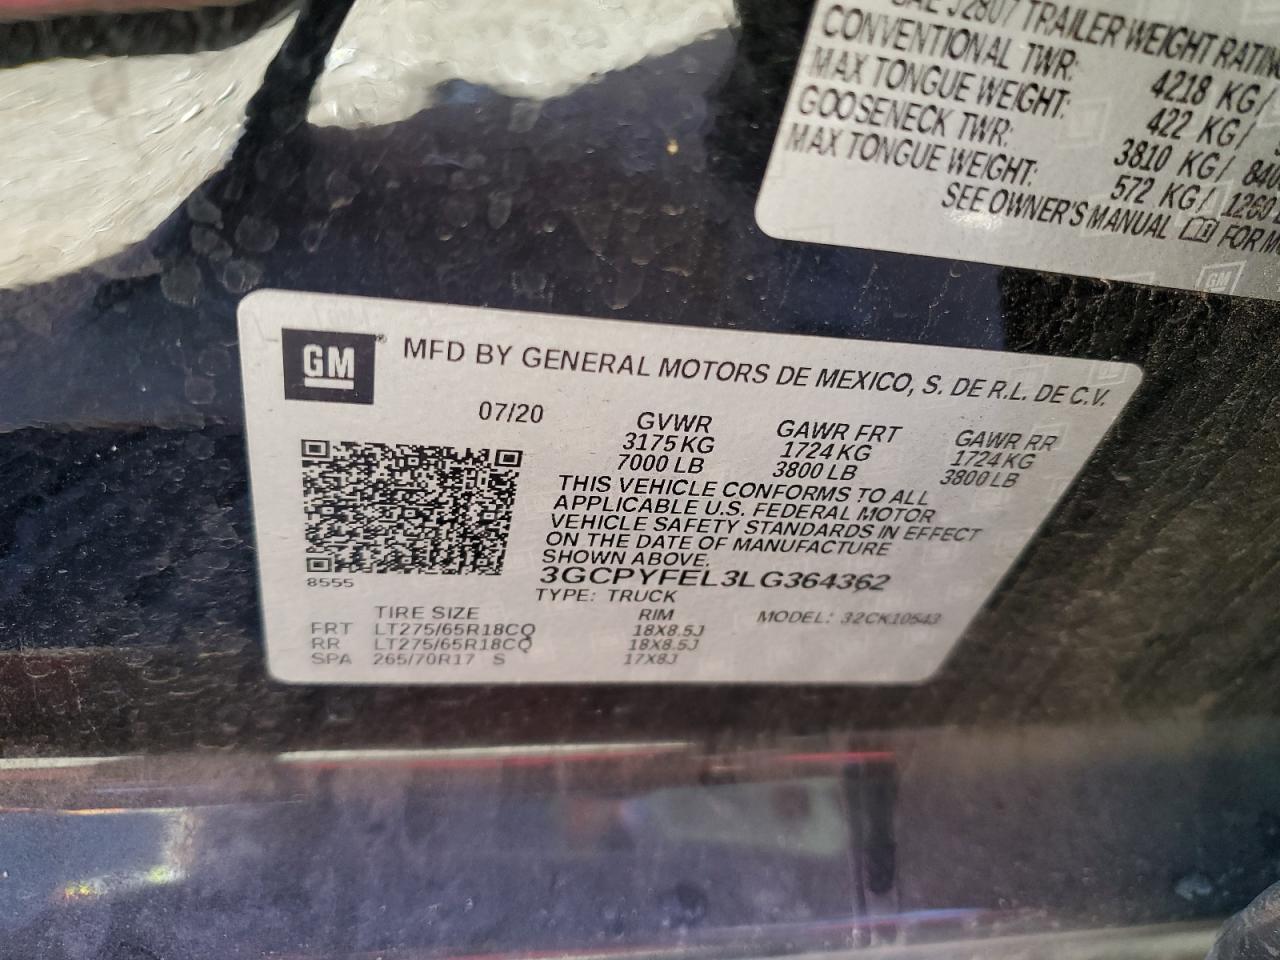 SAE J2807 TRAILER WEIGHT RATING
CONVENTIONAL TWR: 4218 KG/
MAX TONGUE WEIGHT: 422 KG/
GOOSENECK TWR: 3810 KG/ 840
MAX TONGUE WEIGHT: 572 KG/ 1260
SEE OWNER'S MANUAL FOR M
GM
GM ® MFD BY GENERAL MOTORS DE MEXICO, S. DE R.L. DE C.V.
07/20 GVWR GAWR FRT GAWR RR
3175 KG 1724 KG 1724 KG
7000 LB 3800 LB 3800 LB
THIS VEHICLE CONFORMS TO ALL
APPLICABLE U.S. FEDERAL MOTOR
VEHICLE SAFETY STANDARDS IN EFFECT
ON THE DATE OF MANUFACTURE
SHOWN ABOVE.
8555 3GCPYFEL3LG364362
TYPE: TRUCK
TIRE SIZE RIM MODEL: 32CK10543
FRT LT275/65R18CQ 18X8.5J
RR LT275/65R18CQ 18X8.5J
SPA 265/70R17 S 17X8J